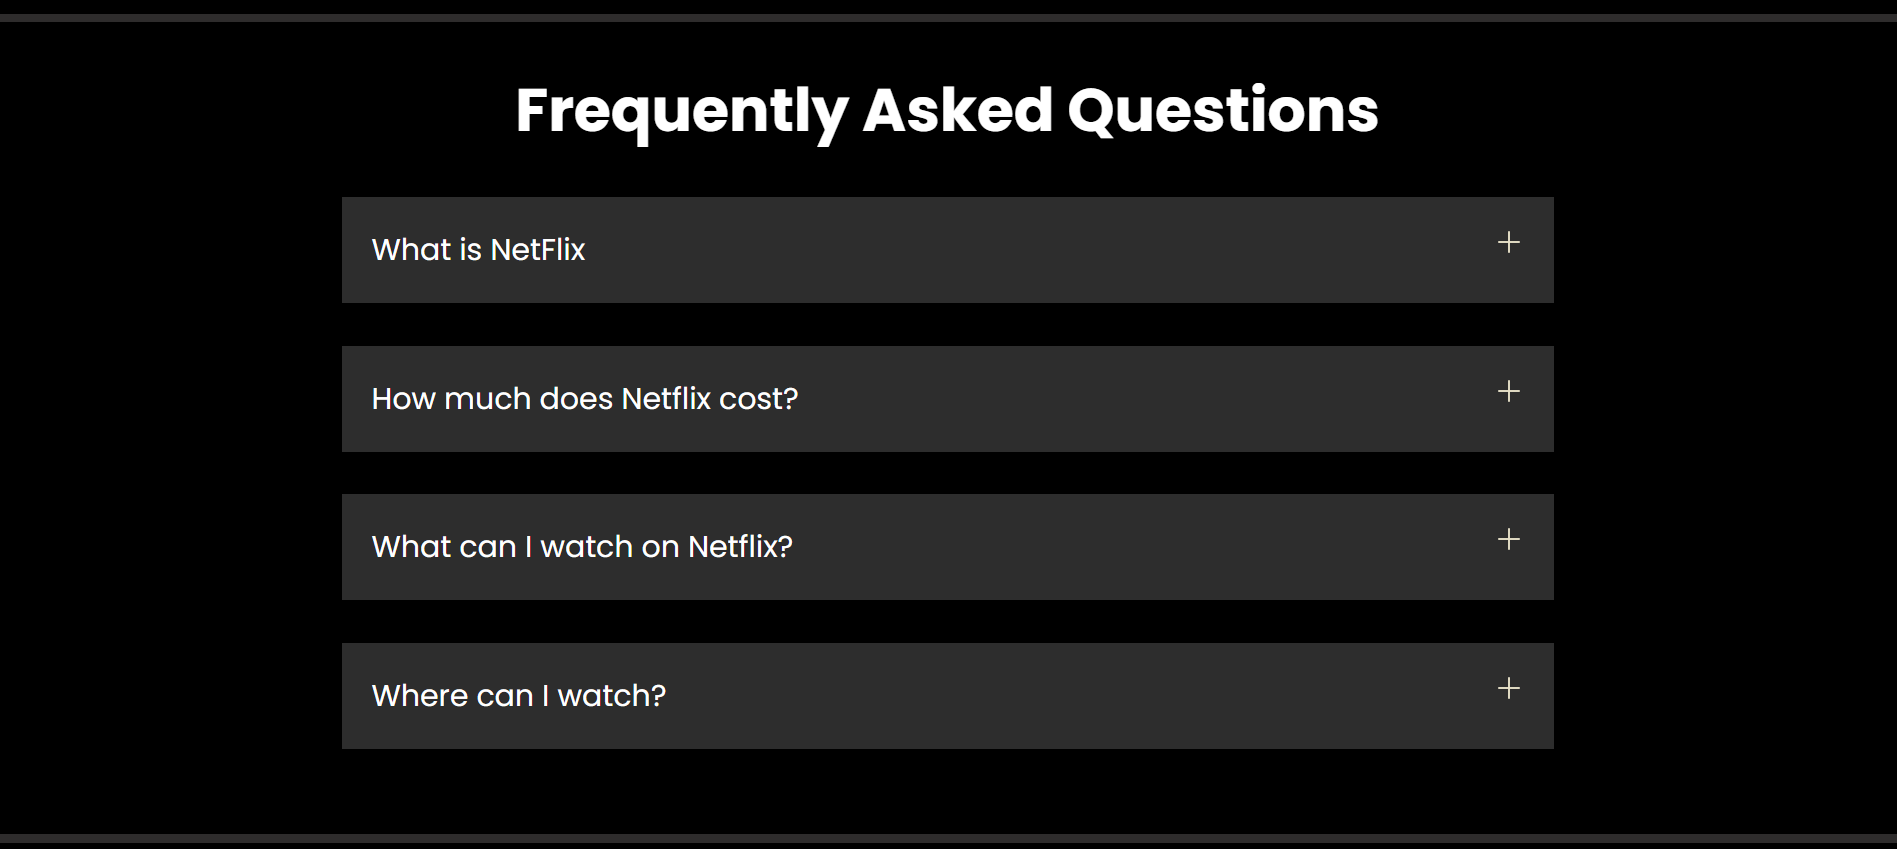 Frequently Asked Questions
What is NetFlix
How much does Netflix cost?
What can I watch on Netflix?
Where can I watch?